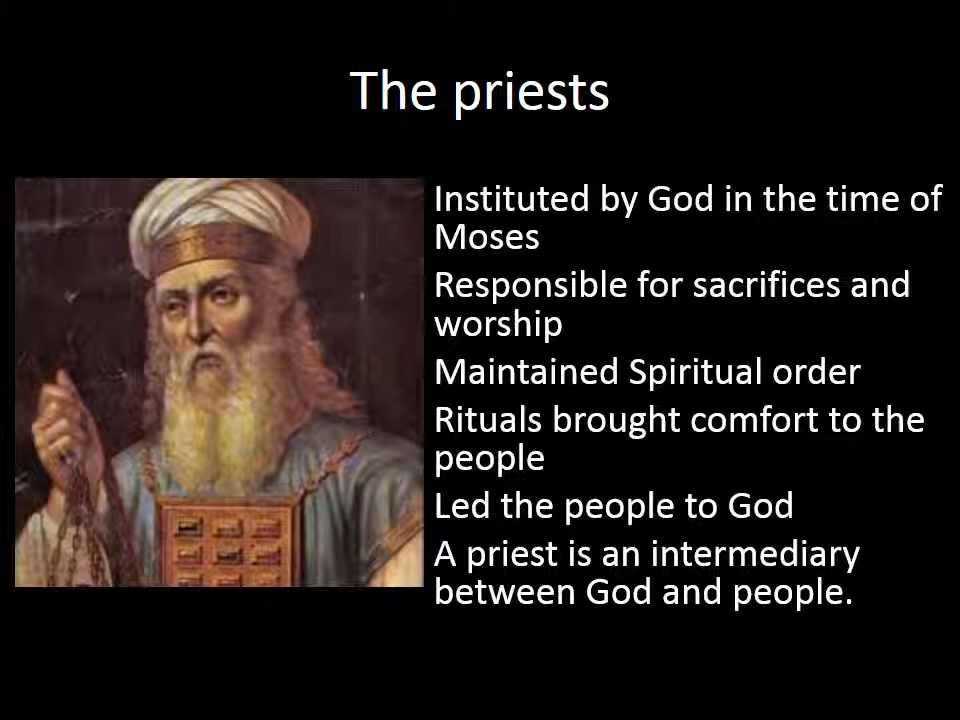 The priests
Instituted by God in the time of
Moses
Responsible for sacrifices and
worship
Maintained Spiritual order
Rituals brought comfort to the
people
Led the people to God
A priest is an intermediary
between God and people.